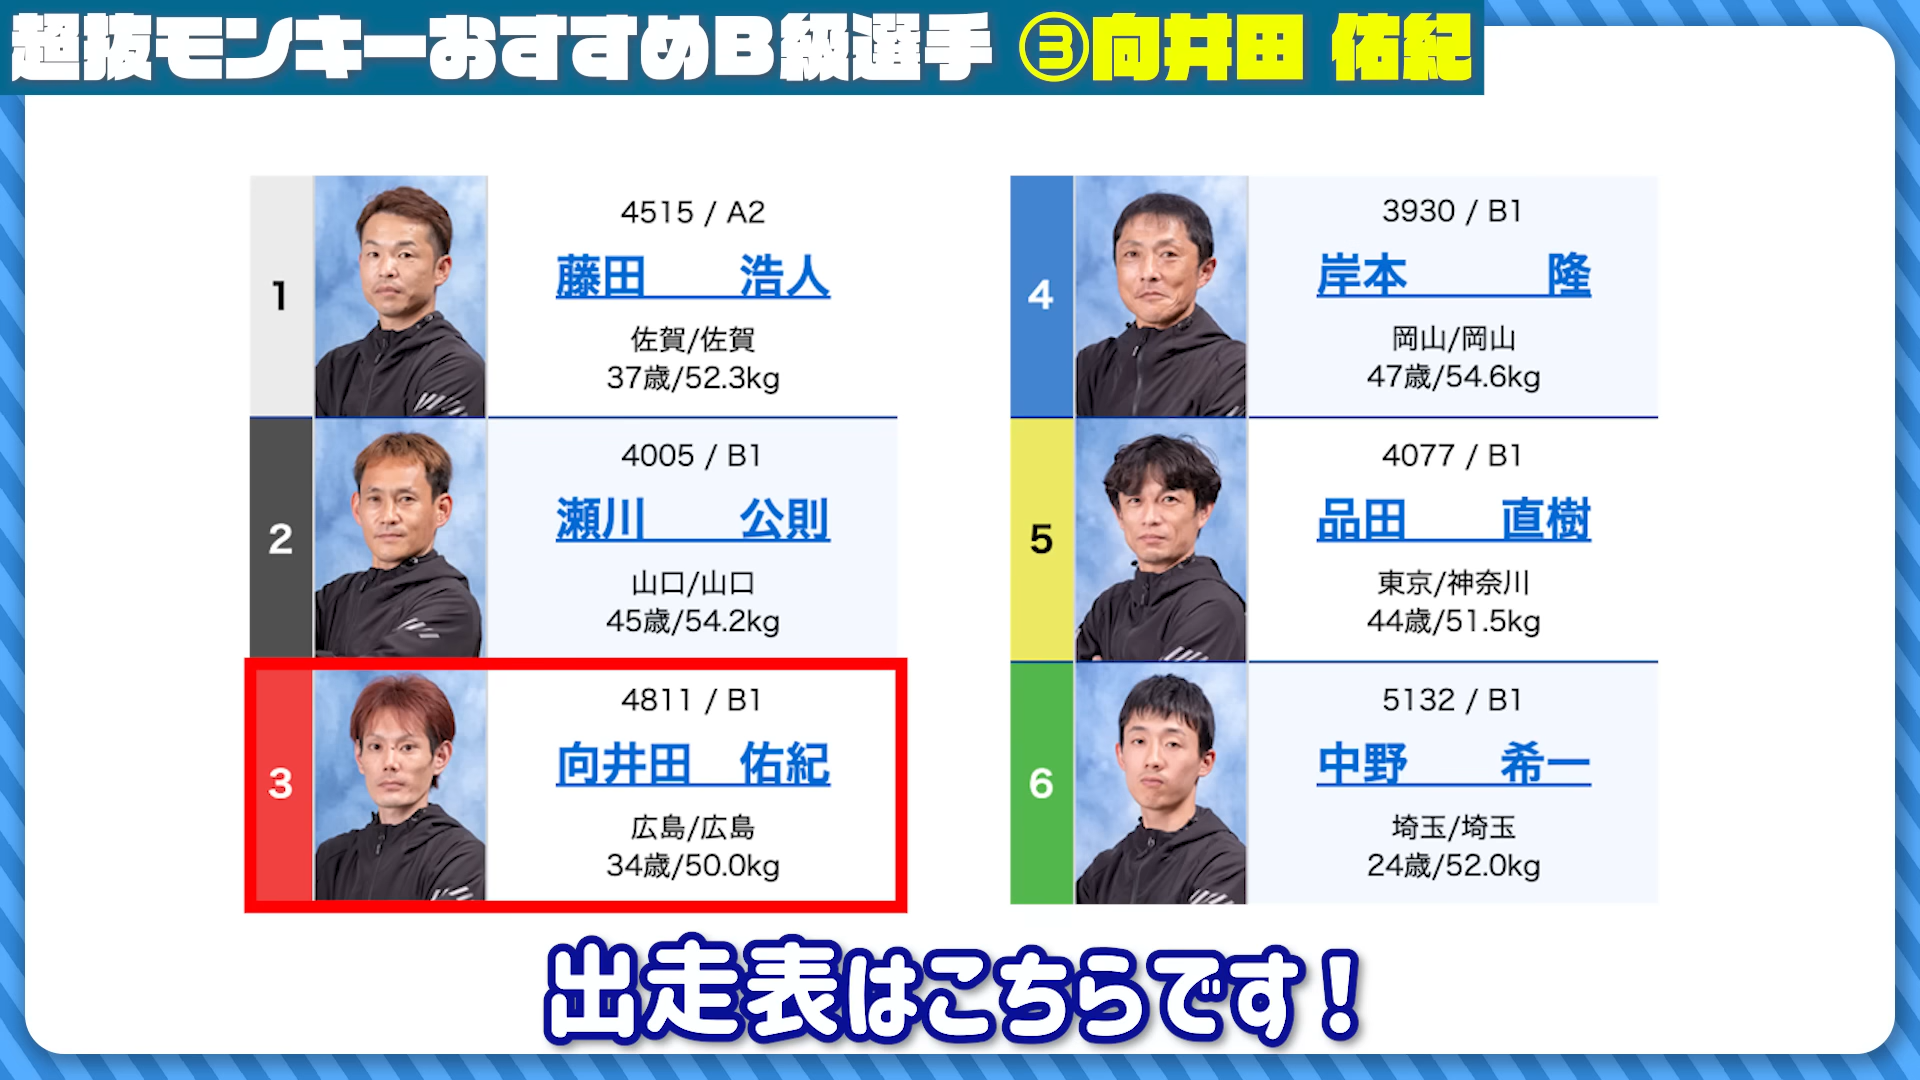 超抜モンキーおすすめB級選手 ③向井田 佑紀
1
4515 / A2
藤田 浩人
佐賀/佐賀
37歳/52.3kg
2
4005 / B1
瀬川 公則
山口/山口
45歳/54.2kg
3
4811 / B1
向井田 佑紀
広島/広島
34歳/50.0kg
4
3930 / B1
岸本 隆
岡山/岡山
47歳/54.6kg
5
4077 / B1
品田 直樹
東京/神奈川
44歳/51.5kg
6
5132 / B1
中野 希一
埼玉/埼玉
24歳/52.0kg
出走表はこちらです！